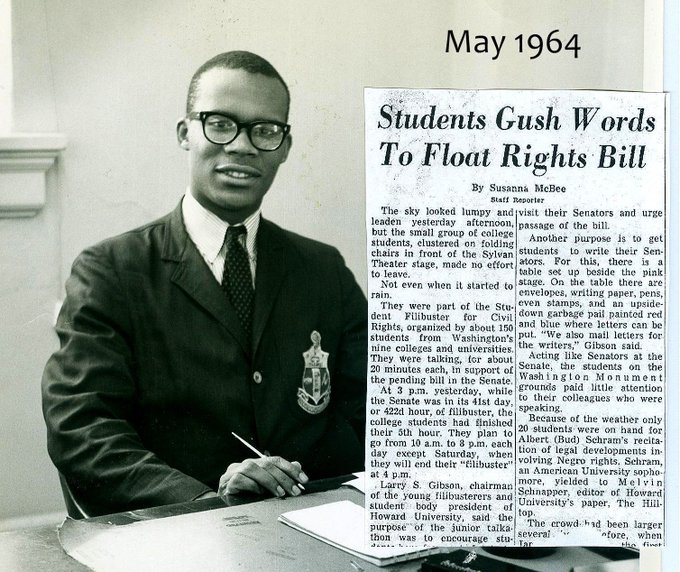 May 1964
Students Gush Words
To Float Rights Bill
By Susanna McBee
Staff Reporter
The sky looked lumpy and
leaden yesterday afternoon,
but the small group of college
students, clustered on folding
chairs in front of the Sylvan
Theater stage, made no effort
to leave.
Not even when it started to
rain.
They were part of the Stu-
dent Filibuster for Civil
Rights, organized by about 150
students from Washington's
nine colleges and universities.
They were talking, for about
20 minutes each, in support of
the pending bill in the Senate.
At 3 p.m. yesterday, while
the Senate was in its 41st day,
or 422d hour, of filibuster, the
college students had finished
their 5th hour. They plan to
go from 10 a.m. to 3 p.m. each
day except Saturday, when
they will end their "filibuster"
at 4 p.m.
Larry S. Gibson, chairman
of the young filibusterers and
student body president of
Howard University, said the
purpose of the junior talka-
thon was to encourage stu-
visit their Senators and urge
passage of the bill.
Another purpose is to get
students to write their Sen-
ators. For this, there is a
table set up beside the pink
stage. On the table there are
envelopes, writing paper, pens,
even stamps, and an upside-
down garbage pail painted red
and blue where letters can be
put. "We also mail letters for
the writers," Gibson said.
Acting like Senators at the
Senate, the students on the
Washington Monument
grounds paid little attention
to their colleagues who were
speaking.
Because of the weather only
20 students were on hand for
Albert (Bud) Schram's recita-
tion of legal developments in-
volving Negro rights. Schram,
an American University sopho-
more, yielded to Melvin
Schnapper, editor of Howard
University's paper, The Hill-
top.
The crowd had been larger
several when
the first